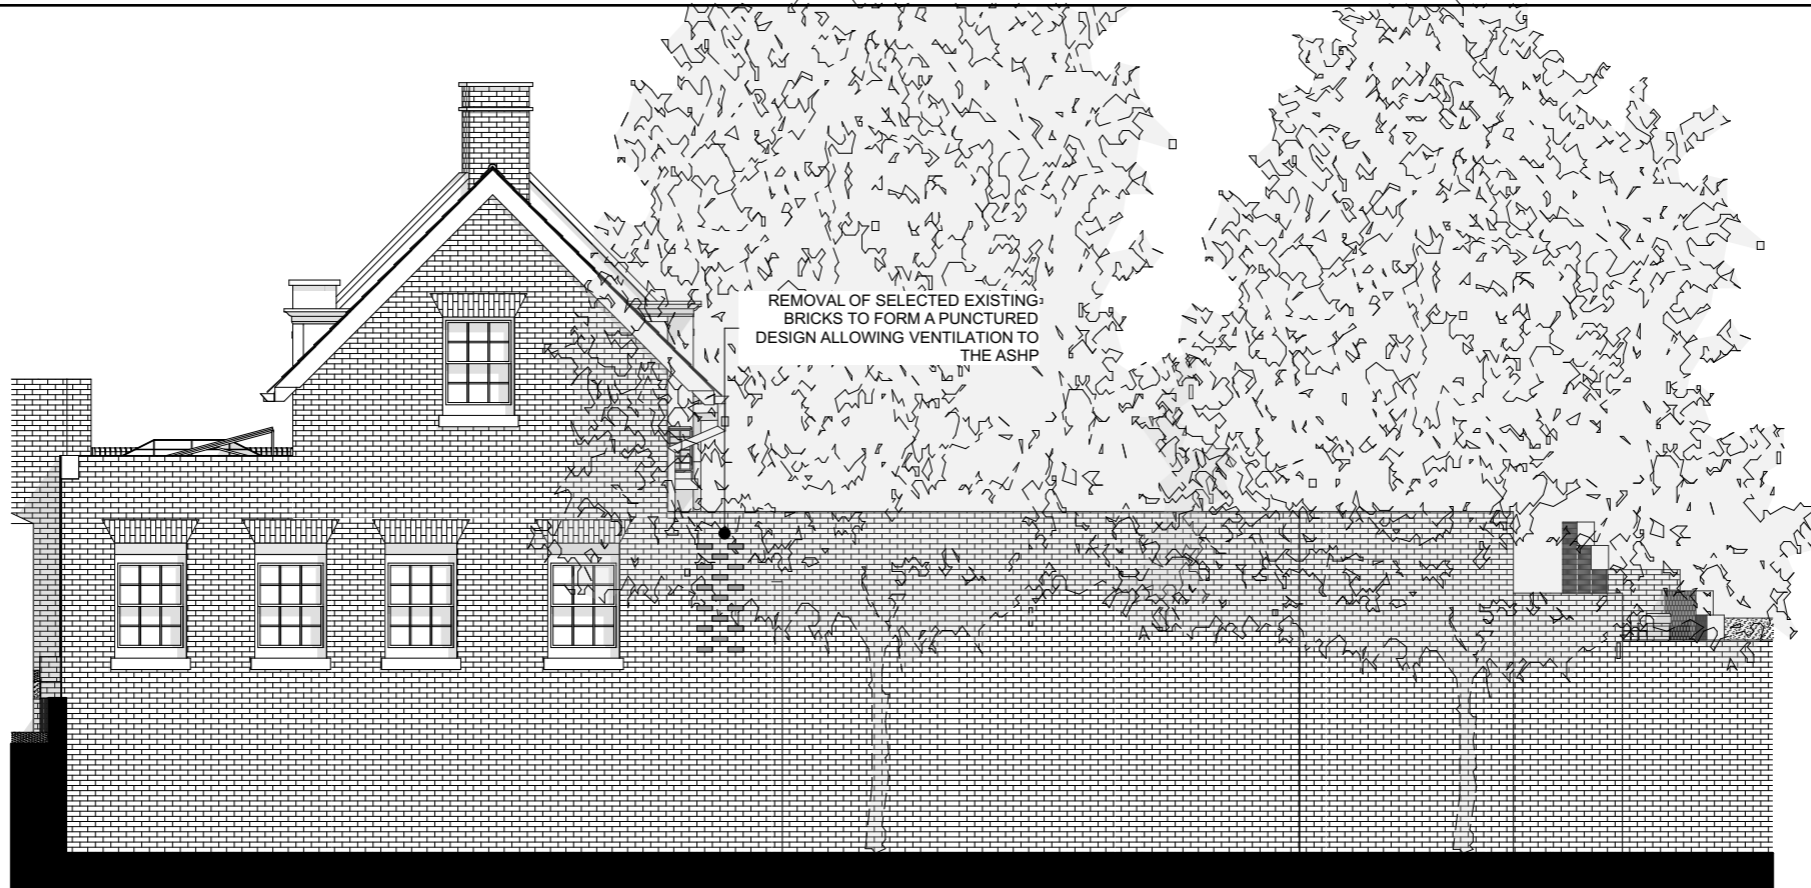 REMOVAL OF SELECTED EXISTING
BRICKS TO FORM A PUNCTURED
DESIGN ALLOWING VENTILATION TO
THE ASHP